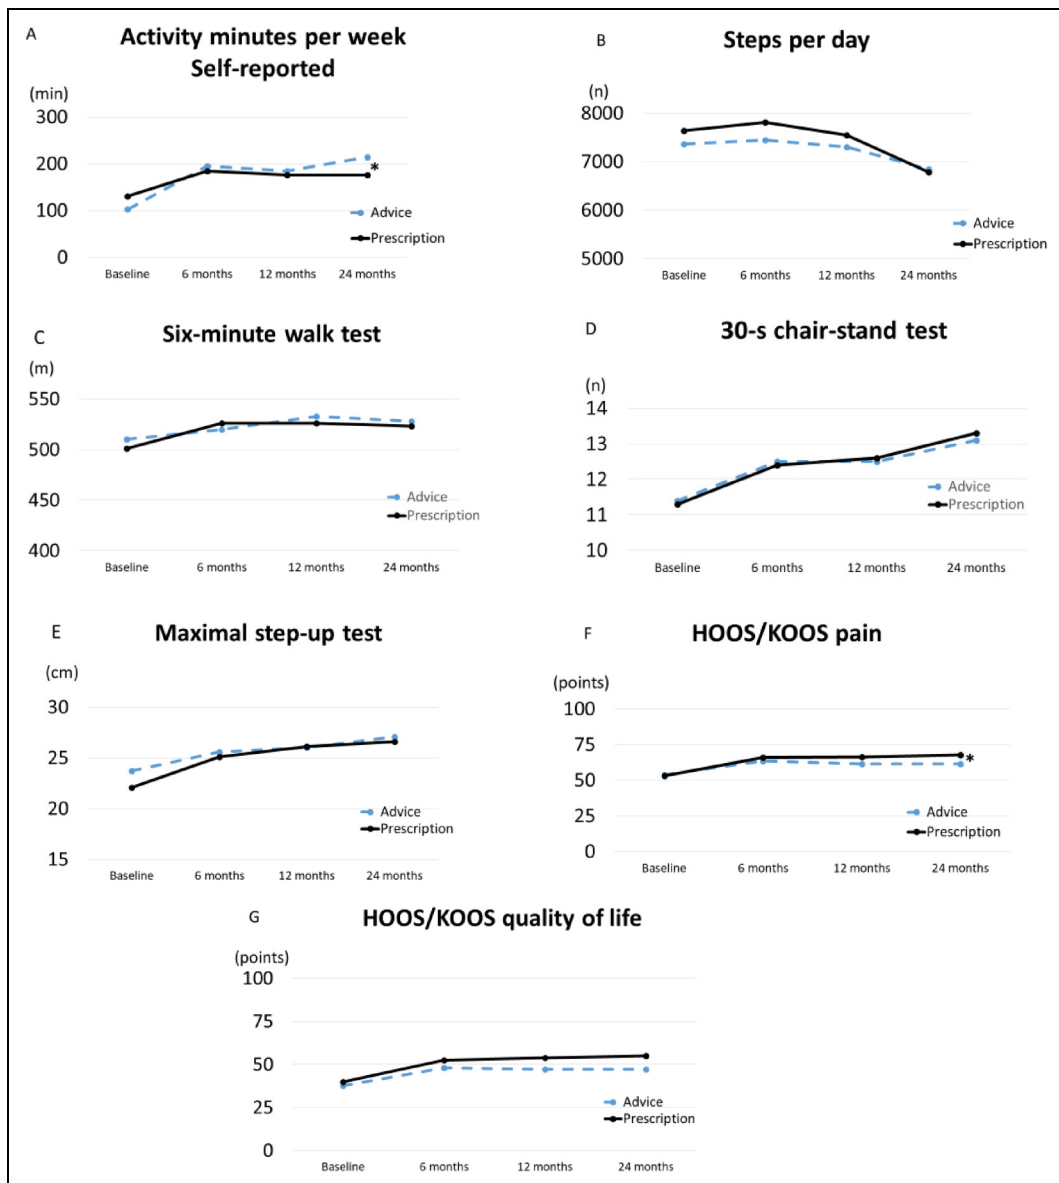 A
Activity minutes per week
Self-reported
(min)
300
200
100
0
*
Advice
Prescription
Baseline 6 months 12 months 24 months
B
Steps per day
(n)
8000
7000
6000
5000
Advice
Prescription
Baseline 6 months 12 months 24 months
C
Six-minute walk test
(m)
550
500
450
400
Advice
Prescription
Baseline 6 months 12 months 24 months
D
30-s chair-stand test
(n)
14
13
12
11
10
Advice
Prescription
Baseline 6 months 12 months 24 months
E
Maximal step-up test
(cm)
30
25
20
15
Advice
Prescription
Baseline 6 months 12 months 24 months
F
HOOS/KOOS pain
(points)
100
75
50
25
0
*
Advice
Prescription
Baseline 6 months 12 months 24 months
G
HOOS/KOOS quality of life
(points)
100
75
50
25
0
Advice
Prescription
Baseline 6 months 12 months 24 months